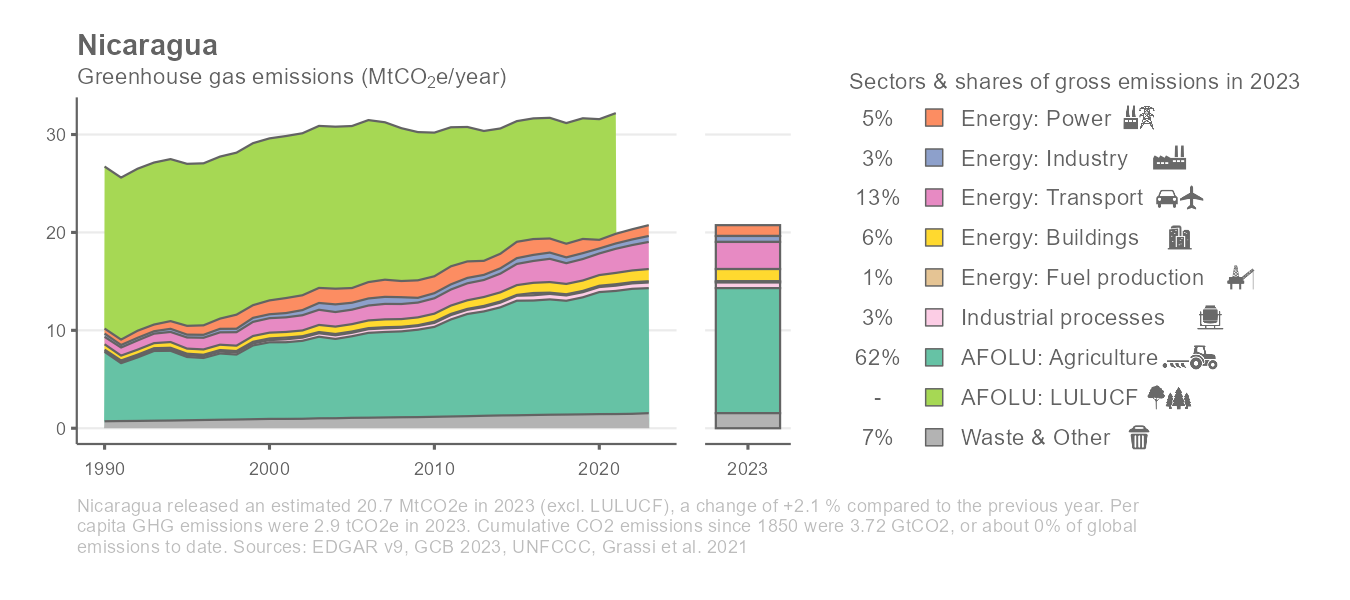 Nicaragua
Greenhouse gas emissions (MtCO₂e/year)
30
20
10
0
1990
2000
2010
2020
2023
Sectors & shares of gross emissions in 2023
5% Energy: Power
3% Energy: Industry
13% Energy: Transport
6% Energy: Buildings
1% Energy: Fuel production
3% Industrial processes
62% AFOLU: Agriculture
- AFOLU: LULUCF
7% Waste & Other
Nicaragua released an estimated 20.7 MtCO2e in 2023 (excl. LULUCF), a change of +2.1 % compared to the previous year. Per
capita GHG emissions were 2.9 tCO2e in 2023. Cumulative CO2 emissions since 1850 were 3.72 GtCO2, or about 0% of global
emissions to date. Sources: EDGAR v9, GCB 2023, UNFCCC, Grassi et al. 2021